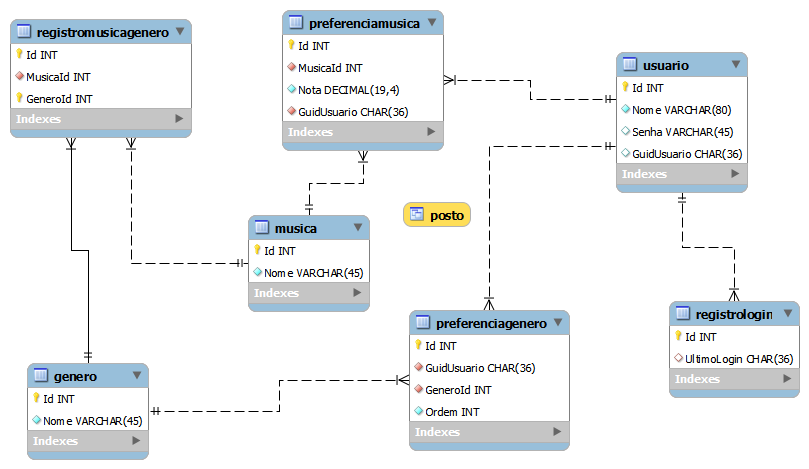 registromusicagenero
Id INT
MusicaId INT
GeneroId INT
Indexes
preferenciamusica
Id INT
MusicaId INT
Nota DECIMAL(19,4)
GuidUsuario CHAR(36)
Indexes
usuario
Id INT
Nome VARCHAR(80)
Senha VARCHAR(45)
GuidUsuario CHAR(36)
Indexes
posto
musica
Id INT
Nome VARCHAR(45)
Indexes
preferenciagenero
Id INT
GuidUsuario CHAR(36)
GeneroId INT
Ordem INT
Indexes
registrologin
Id INT
UltimoLogin CHAR(36)
Indexes
genero
Id INT
Nome VARCHAR(45)
Indexes